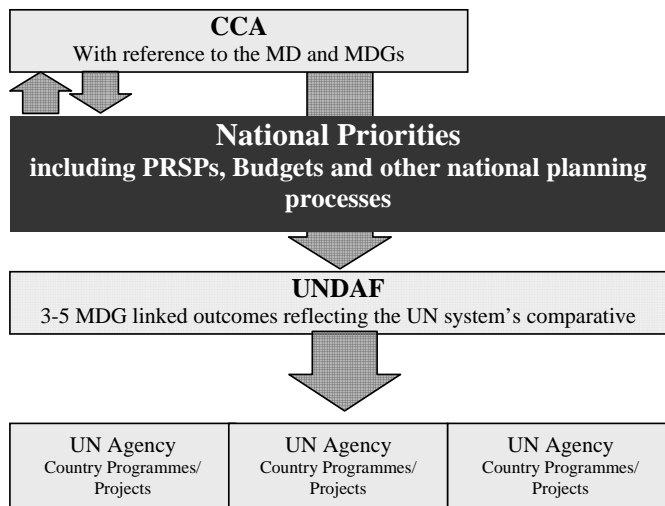 CCA
With reference to the MD and MDGs
National Priorities
including PRSPs, Budgets and other national planning
processes
UNDAF
3-5 MDG linked outcomes reflecting the UN system's comparative
UN Agency
Country Programmes/
Projects
UN Agency
Country Programmes/
Projects
UN Agency
Country Programmes/
Projects